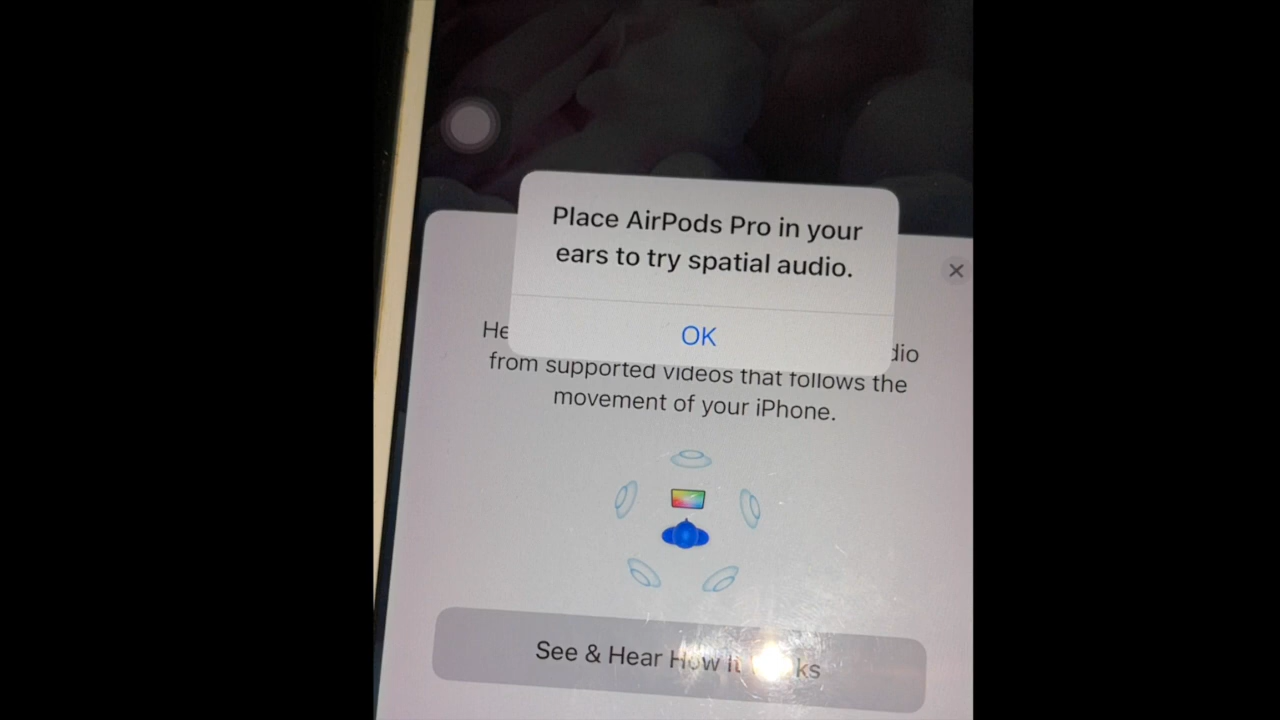 Place AirPods Pro in your
ears to try spatial audio.
OK
He dio
from supported videos that follows the
movement of your iPhone.
See & Hear How it ks